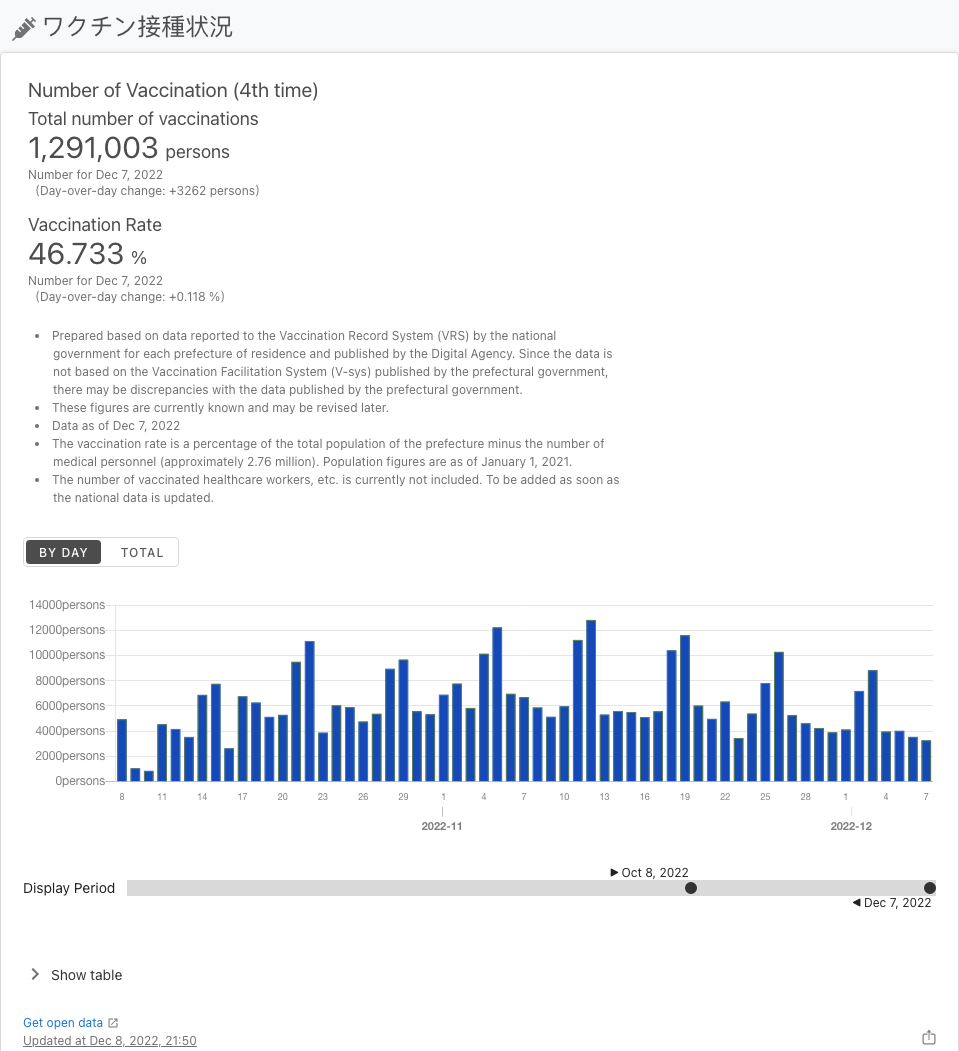 ワクチン接種状況
Number of Vaccination (4th time)
Total number of vaccinations
1,291,003 persons
Number for Dec 7, 2022
(Day-over-day change: +3262 persons)
Vaccination Rate
46.733 %
Number for Dec 7, 2022
(Day-over-day change: +0.118 %)
• Prepared based on data reported to the Vaccination Record System (VRS) by the national
government for each prefecture of residence and published by the Digital Agency. Since the data is
not based on the Vaccination Facilitation System (V-sys) published by the prefectural government,
there may be discrepancies with the data published by the prefectural government.
• These figures are currently known and may be revised later.
• Data as of Dec 7, 2022
• The vaccination rate is a percentage of the total population of the prefecture minus the number of
medical personnel (approximately 2.76 million). Population figures are as of January 1, 2021.
• The number of vaccinated healthcare workers, etc. is currently not included. To be added as soon as
the national data is updated.
BY DAY TOTAL
14000persons
12000persons
10000persons
8000persons
6000persons
4000persons
2000persons
0persons
8 11 14 17 20 23 26 29 1 4 7 10 13 16 19 22 25 28 1 4 7
2022-11 2022-12
Oct 8, 2022
Display Period
Dec 7, 2022
Show table
Get open data
Updated at Dec 8, 2022, 21:50